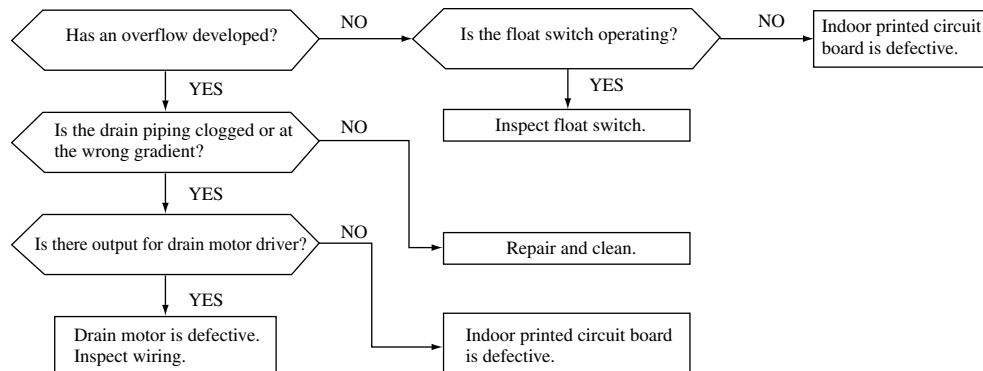 Has an overflow developed?
NO
Is the float switch operating?
NO
Indoor printed circuit
board is defective.
YES
YES
Inspect float switch.
Is the drain piping clogged or at
the wrong gradient?
NO
YES
Is there output for drain motor driver?
NO
Repair and clean.
YES
Drain motor is defective.
Inspect wiring.
Indoor printed circuit board
is defective.